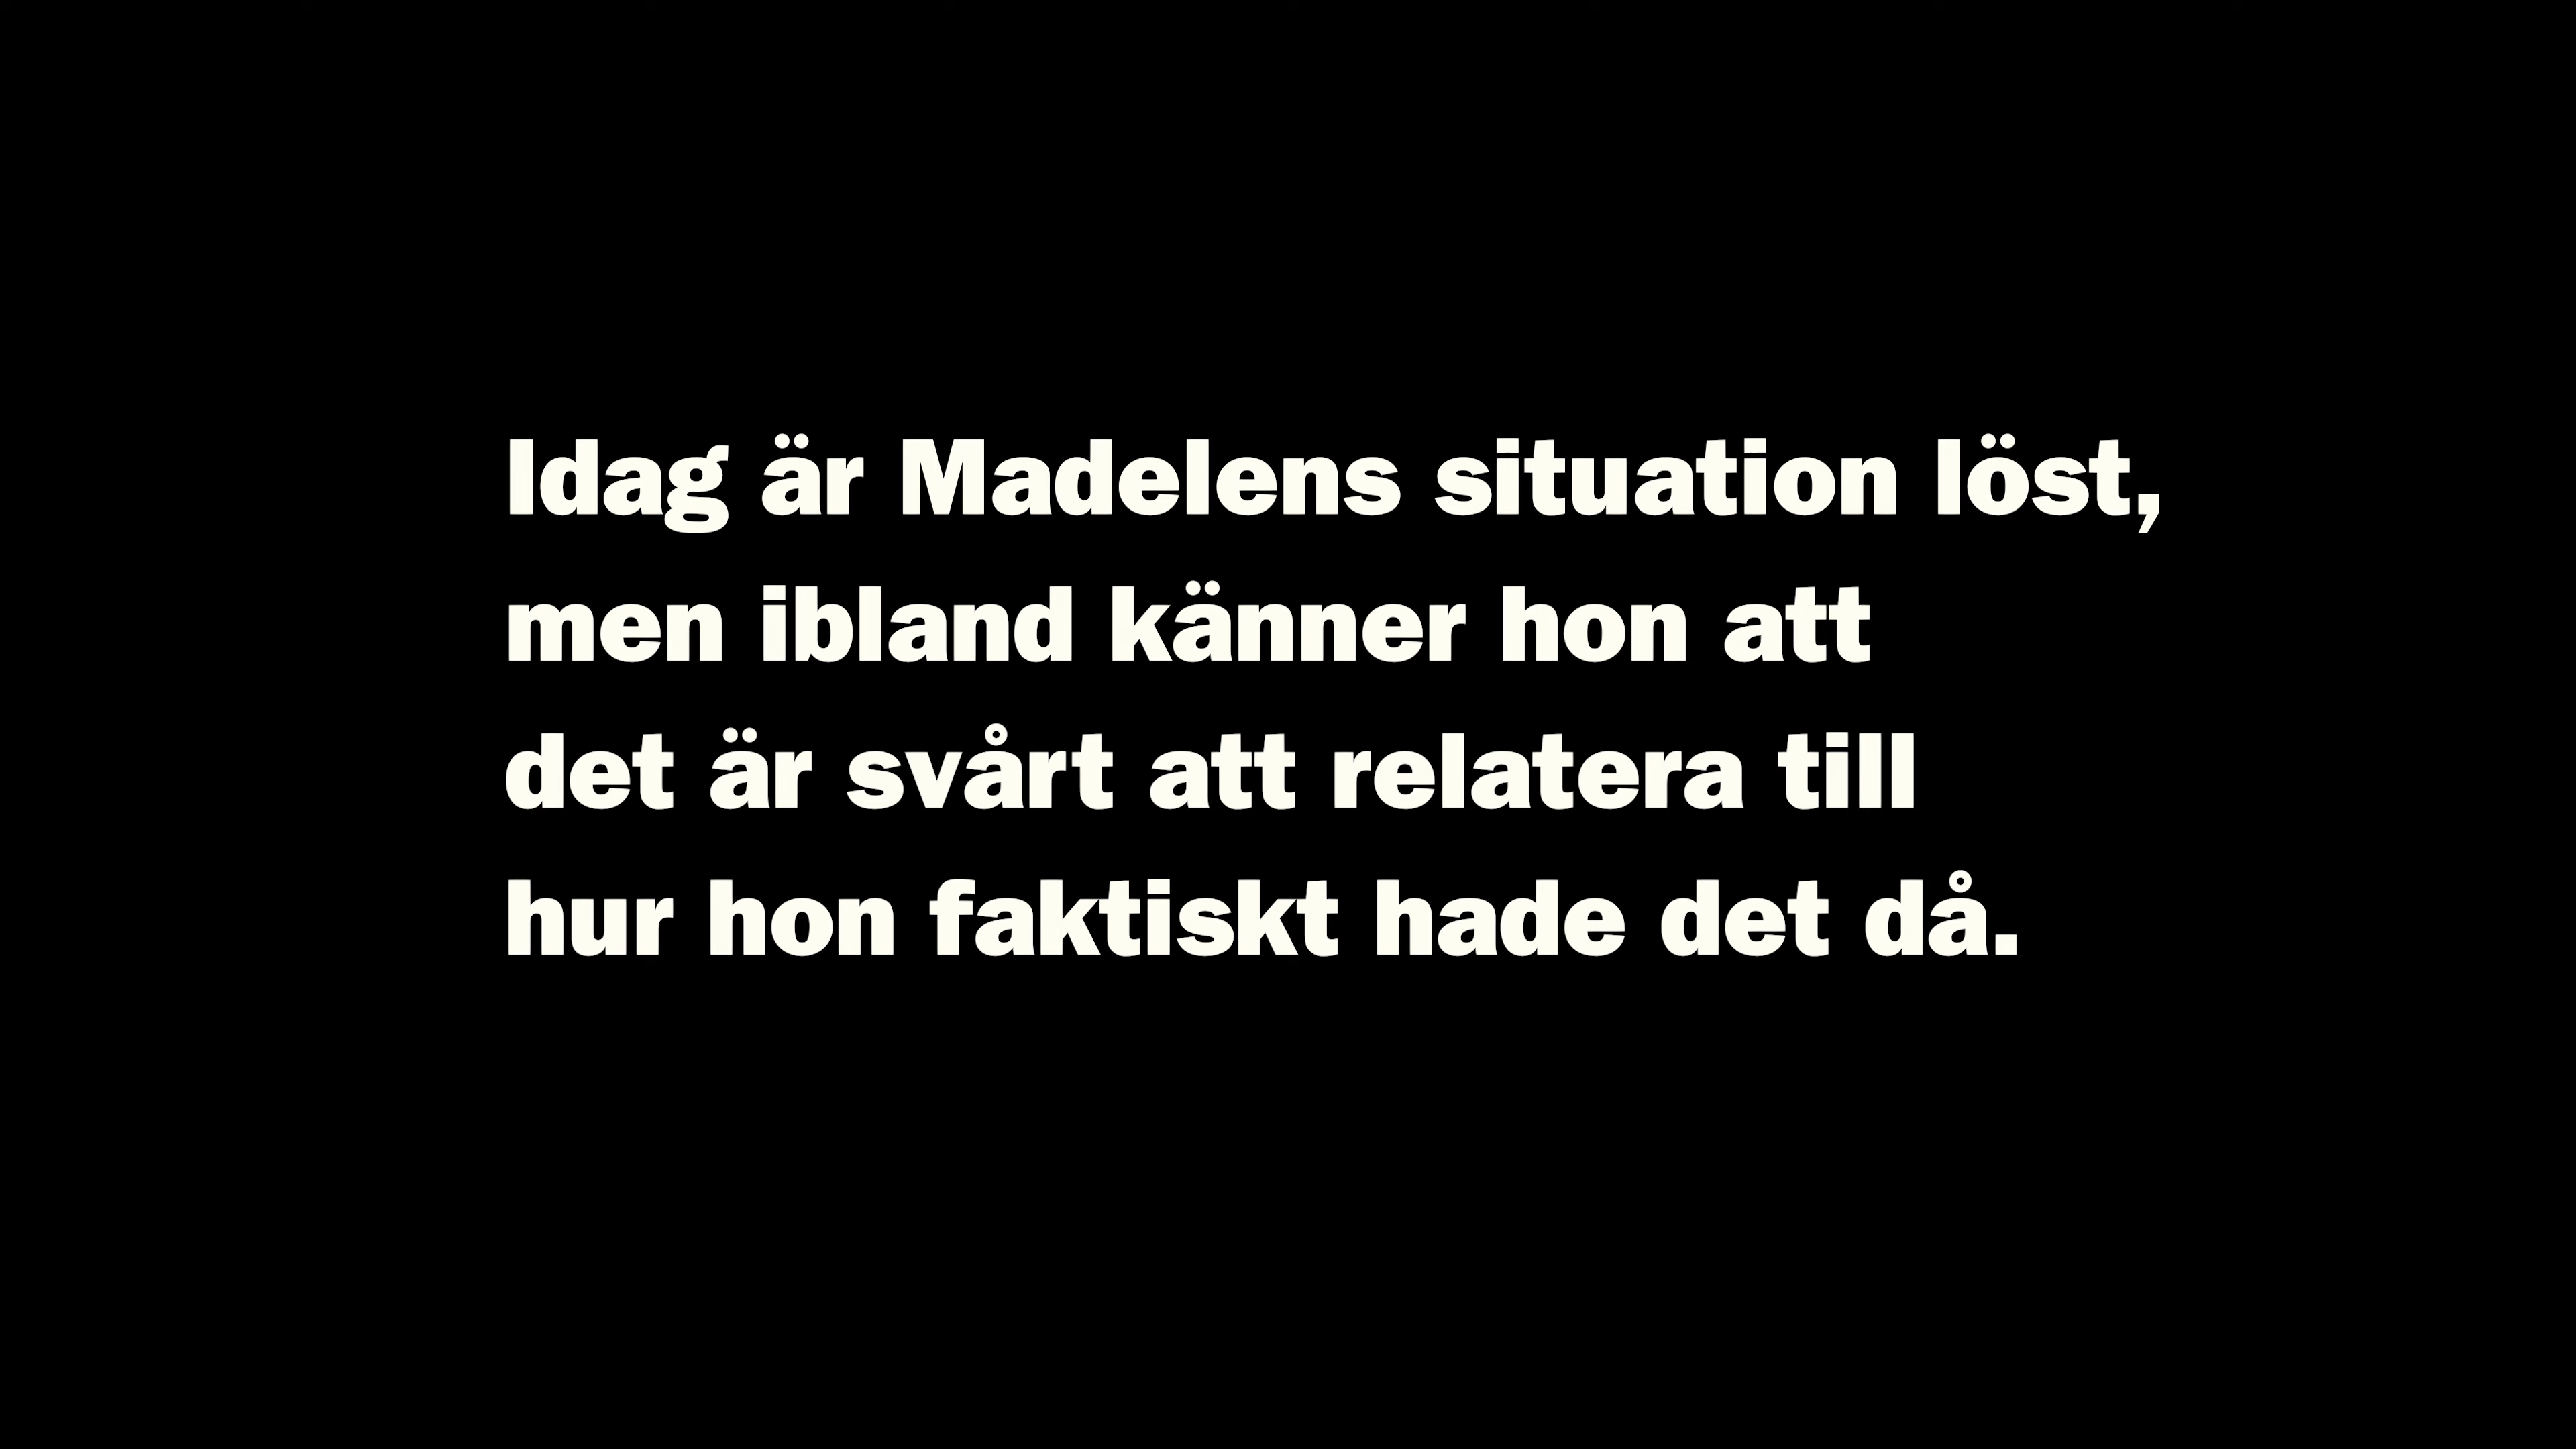 Idag är Madelens situation löst,
men ibland känner hon att
det är svårt att relatera till
hur hon faktiskt hade det då.